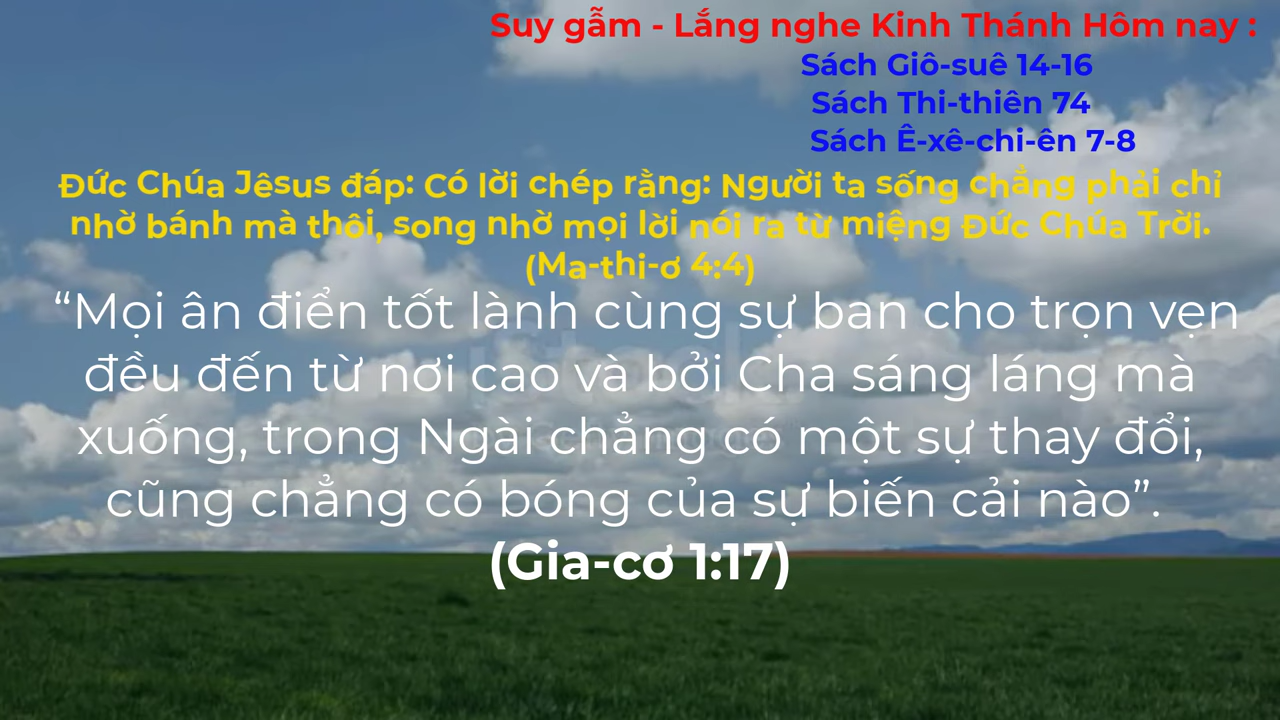 Suy gẫm - Lắng nghe Kinh Thánh Hôm nay :
Sách Giô-suê 14-16
Sách Thi-thiên 74
Sách Ê-xê-chi-ên 7-8
Đức Chúa Jêsus đáp: Có lời chép rằng: Người ta sống chẳng phải chỉ
nhờ bánh mà thôi, song nhờ mọi lời nói ra từ miệng Đức Chúa Trời.
(Ma-thi-ơ 4:4)
“Mọi ân điển tốt lành cùng sự ban cho trọn vẹn
đều đến từ nơi cao và bởi Cha sáng láng mà
xuống, trong Ngài chẳng có một sự thay đổi,
cũng chẳng có bóng của sự biến cải nào”.
(Gia-cơ 1:17)